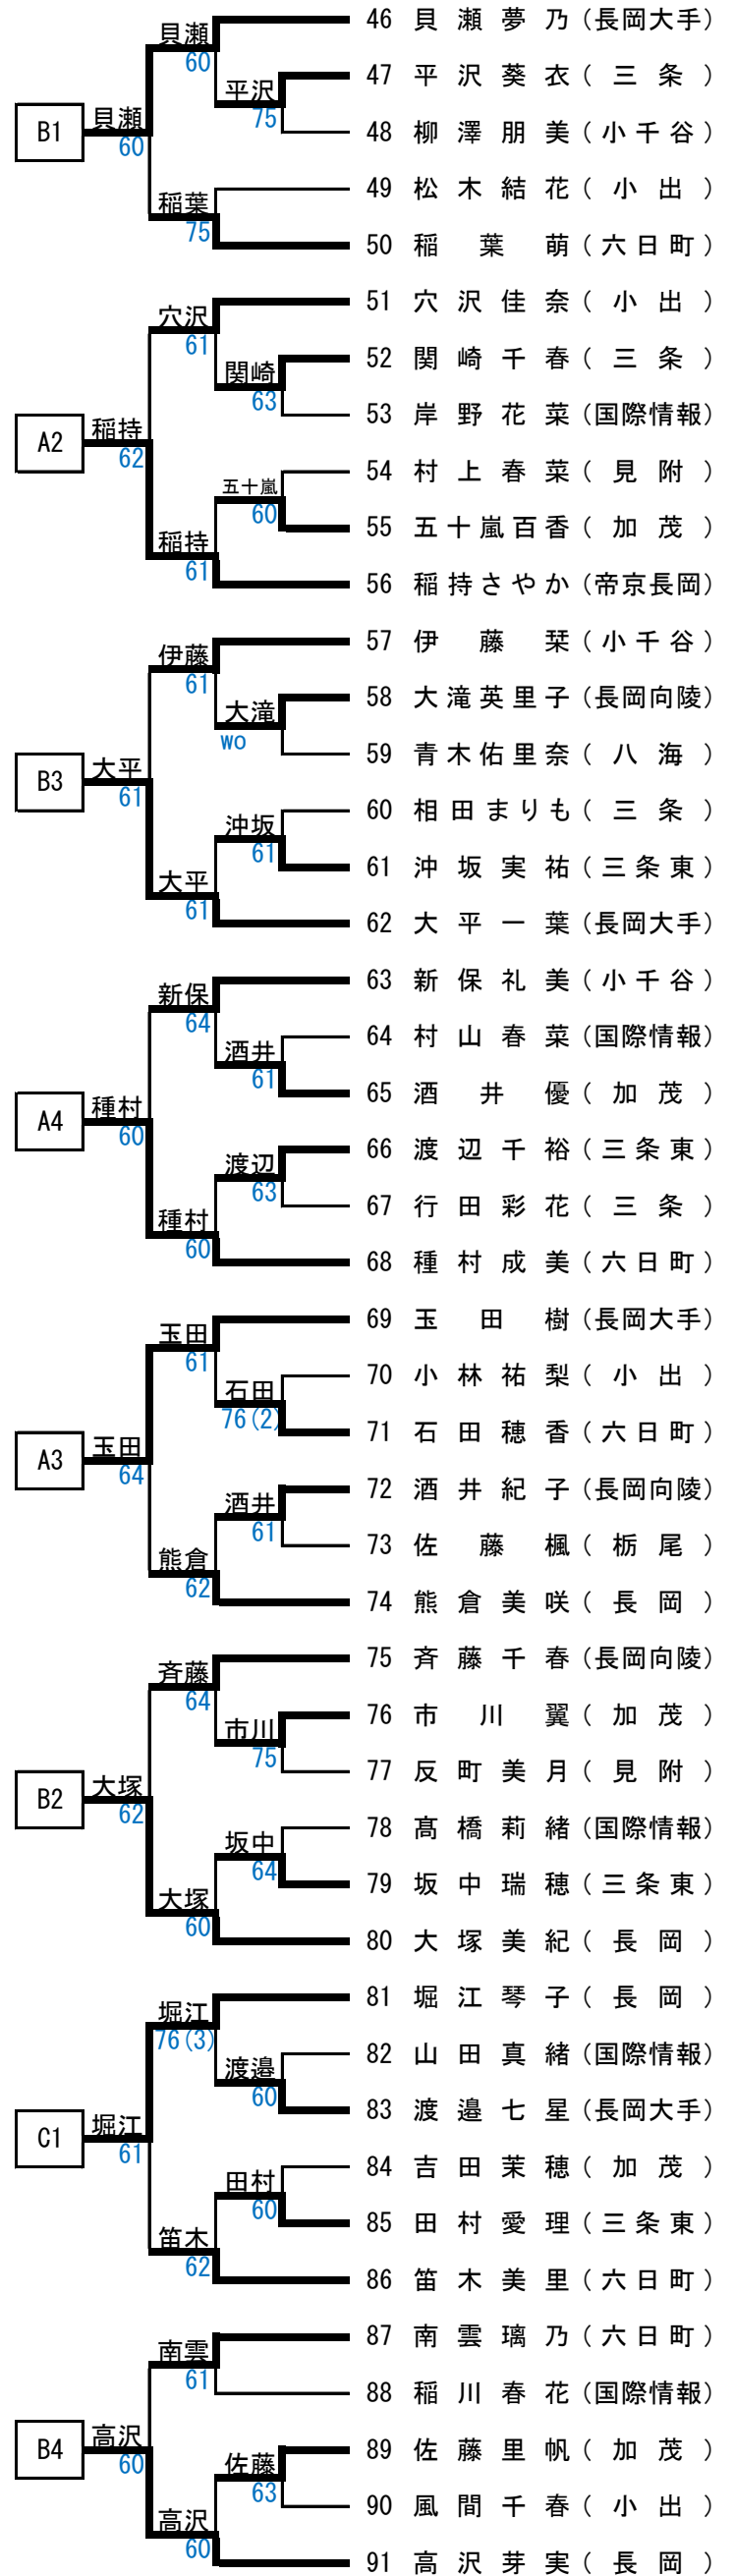 46 貝瀬夢乃(長岡大手)
貝瀬
60
47 平沢葵衣(三条)
平沢
75
B1 貝瀬
60
48 柳澤朋美(小千谷)
49 松木結花(小出)
稲葉
75
50 稲葉萌(六日町)
51 穴沢佳奈(小出)
穴沢
61
52 関崎千春(三条)
関崎
63
53 岸野花菜(国際情報)
A2 稲持
62
54 村上春菜(見附)
五十嵐
60
55 五十嵐百香(加茂)
稲持
61
56 稲持さやか(帝京長岡)
57 伊藤栞(小千谷)
伊藤
61
58 大滝英里子(長岡向陵)
大滝
WO
59 青木佑里奈(八海)
B3 大平
61
60 相田まりも(三条)
沖坂
61
61 沖坂実祐(三条東)
大平
61
62 大平一葉(長岡大手)
63 新保礼美(小千谷)
新保
64
64 村山春菜(国際情報)
酒井
61
65 酒井優(加茂)
A4 種村
60
66 渡辺千裕(三条東)
渡辺
63
67 行田彩花(三条)
種村
60
68 種村成美(六日町)
69 玉田樹(長岡大手)
玉田
61
70 小林祐梨(小出)
石田
76(2)
71 石田穂香(六日町)
A3 玉田
64
72 酒井紀子(長岡向陵)
酒井
61
73 佐藤楓(栃尾)
熊倉
62
74 熊倉美咲(長岡)
75 斉藤千春(長岡向陵)
斉藤
64
76 市川翼(加茂)
市川
75
77 反町美月(見附)
B2 大塚
62
78 髙橋莉緒(国際情報)
坂中
64
79 坂中瑞穂(三条東)
大塚
60
80 大塚美紀(長岡)
81 堀江琴子(長岡)
堀江
76(3)
82 山田真緒(国際情報)
渡邉
60
83 渡邉七星(長岡大手)
C1 堀江
61
84 吉田茉穂(加茂)
田村
60
85 田村愛理(三条東)
笛木
62
86 笛木美里(六日町)
87 南雲璃乃(六日町)
南雲
61
88 稲川春花(国際情報)
B4 高沢
60
89 佐藤里帆(加茂)
佐藤
63
90 風間千春(小出)
高沢
60
91 高沢芽実(長岡)